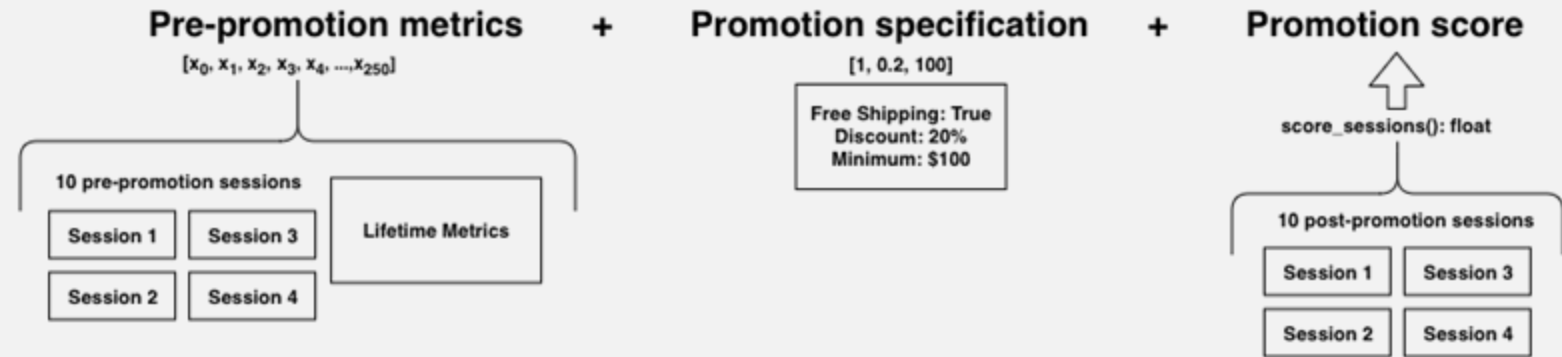 Pre-promotion metrics + Promotion specification + Promotion score
[x0, x1, x2, x3, x4, ...,x250]
[1, 0.2, 100]
Free Shipping: True
Discount: 20%
Minimum: $100
score_sessions(): float
10 pre-promotion sessions
Session 1 Session 3
Session 2 Session 4
Lifetime Metrics
10 post-promotion sessions
Session 1 Session 3
Session 2 Session 4